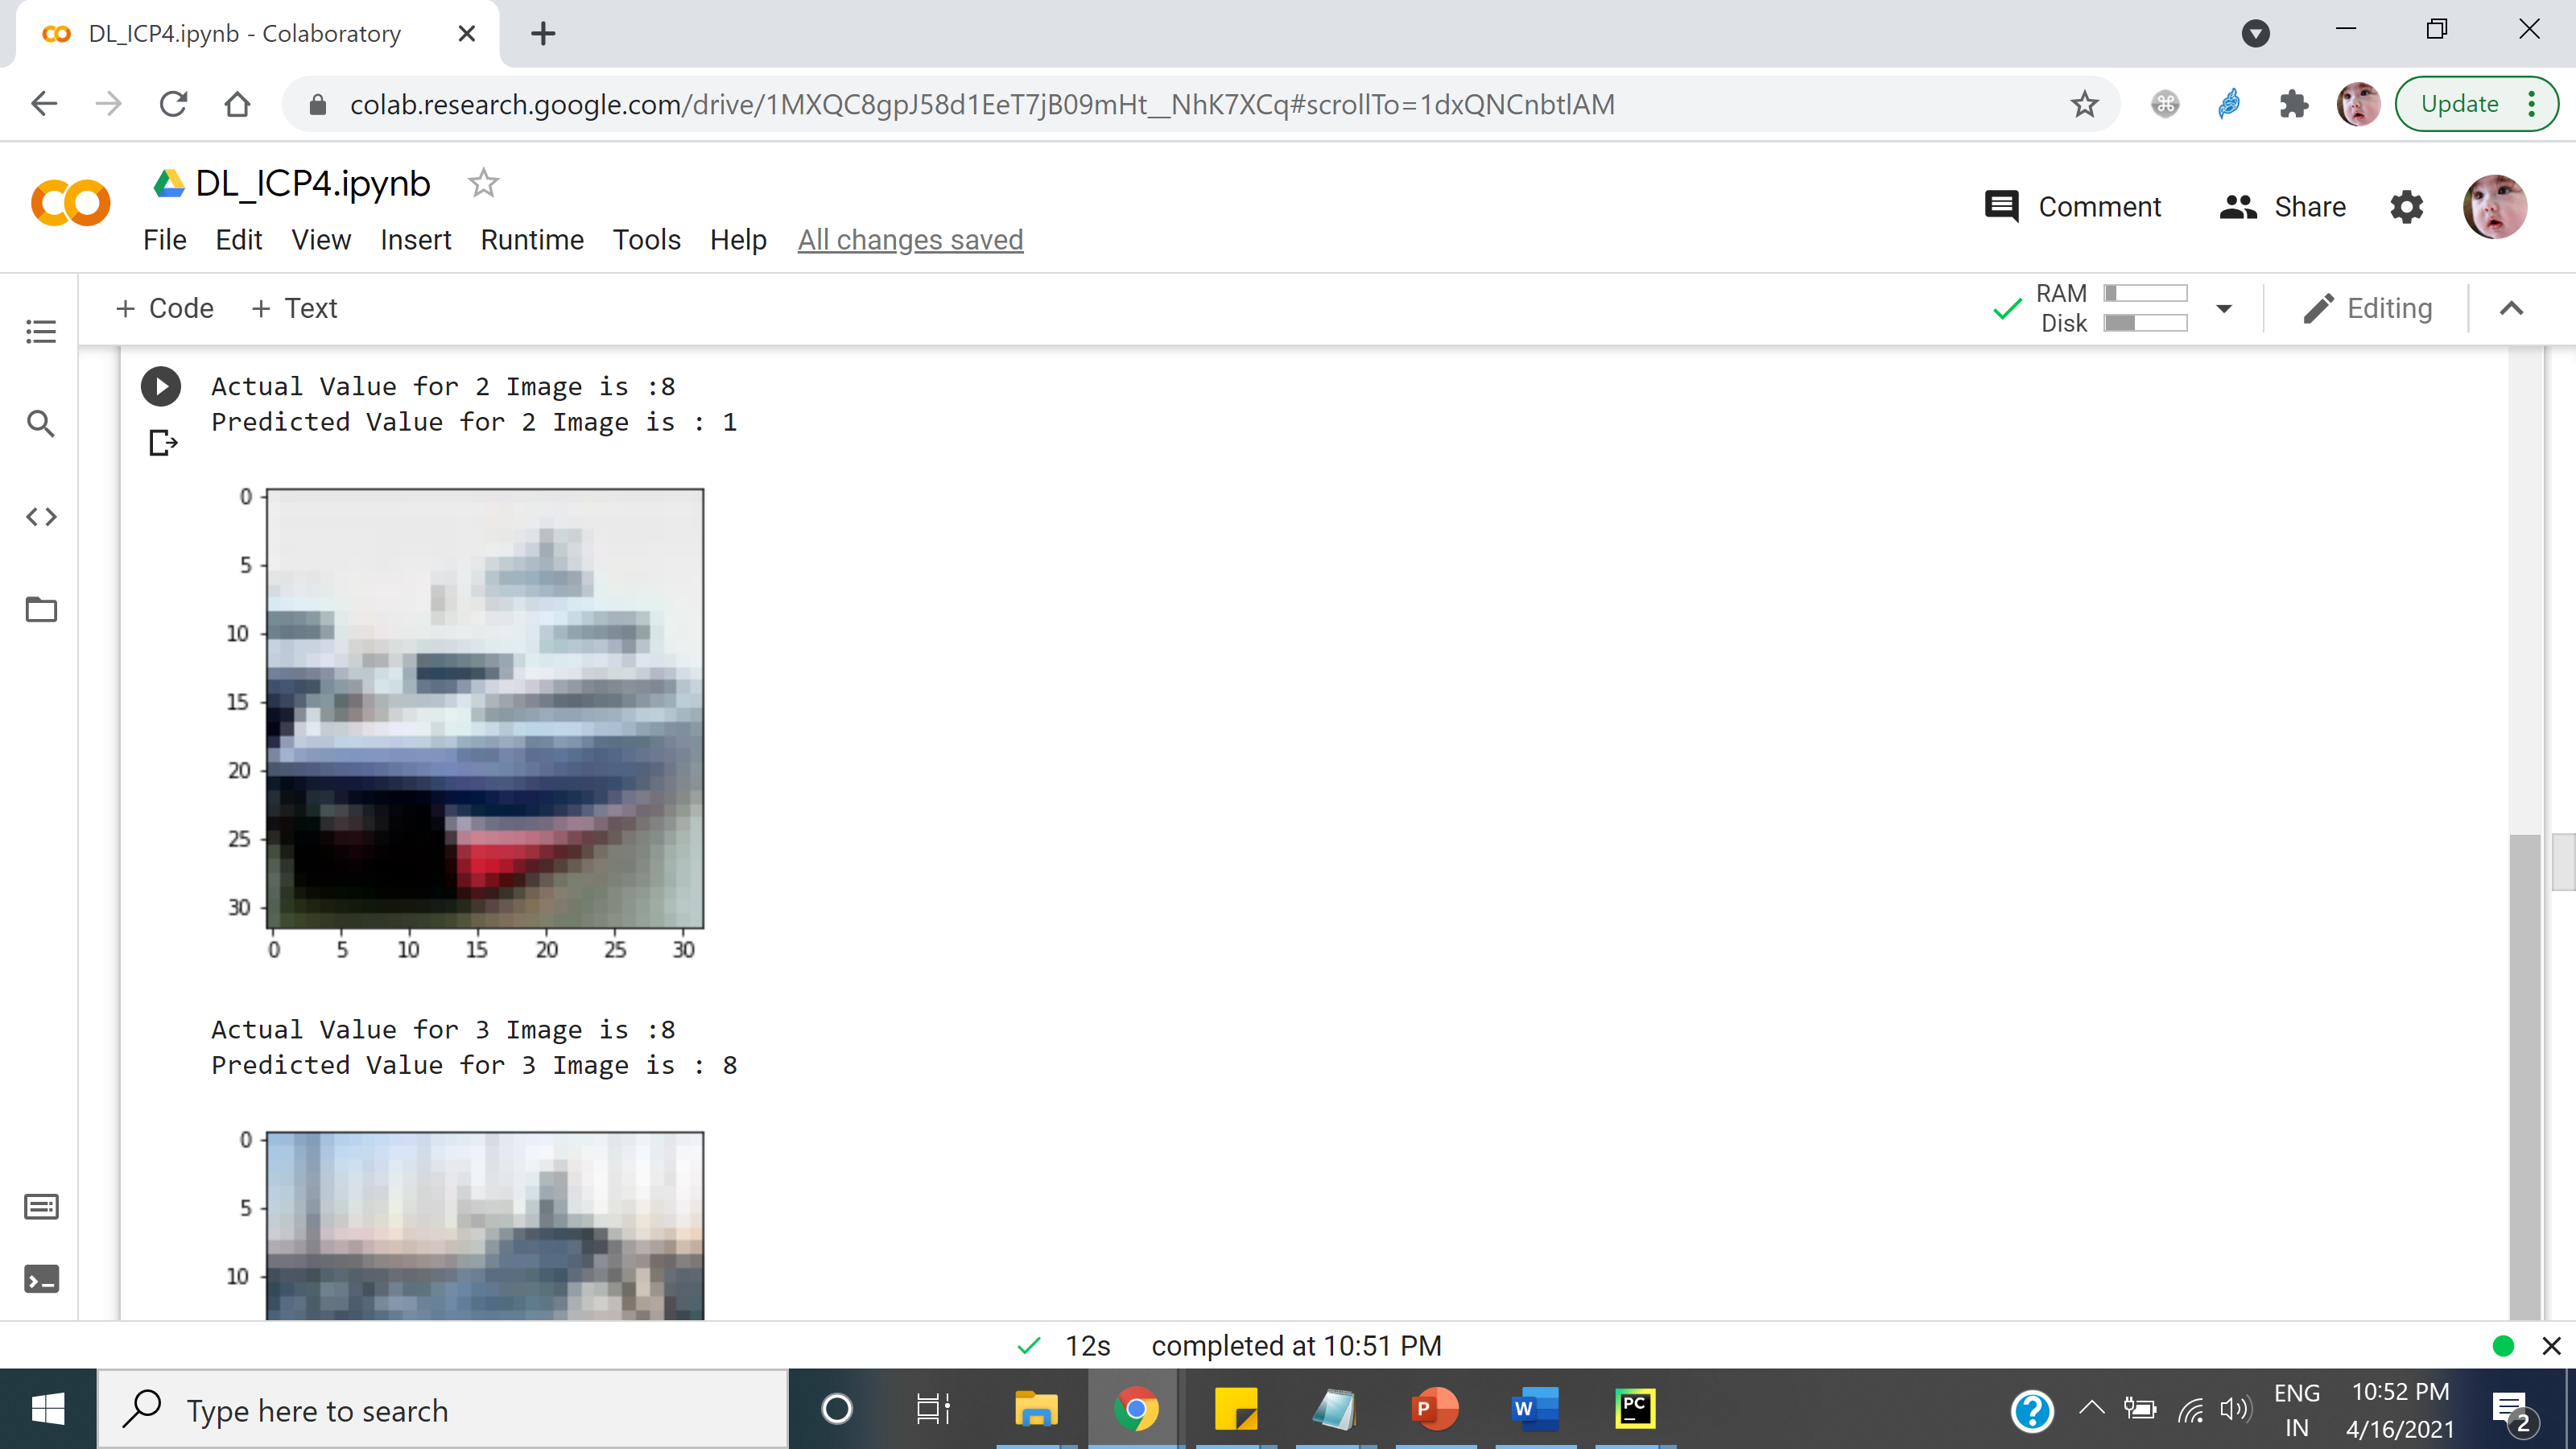 DL_ICP4.ipynb - Colaboratory
colab.research.google.com/drive/1MXQC8gpJ58d1EeT7jB09mHt__NhK7XCq#scrollTo=1dxQNCnbtlAM
Update
DL_ICP4.ipynb
Comment
Share
File Edit View Insert Runtime Tools Help All changes saved
+ Code + Text
RAM
Disk
Editing
Actual Value for 2 Image is :8
Predicted Value for 2 Image is : 1
0
5
10
15
20
25
30
0 5 10 15 20 25 30
Actual Value for 3 Image is :8
Predicted Value for 3 Image is : 8
0
5
10
12s completed at 10:51 PM
Type here to search
P
W
PC
ENG
IN
10:52 PM
4/16/2021
2